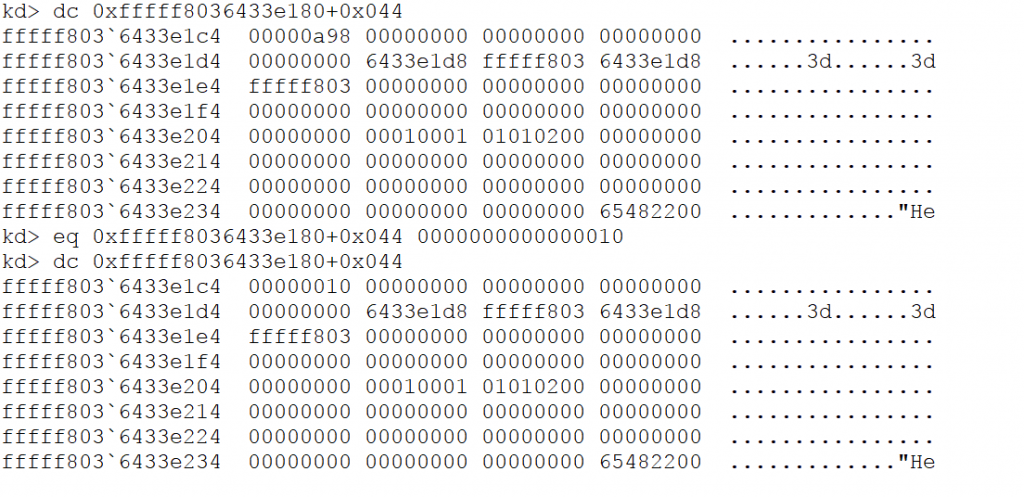 kd> dc 0xfffff8036433e180+0x044
fffff803`6433e1c4  00000a98 00000000 00000000 00000000  ................
fffff803`6433e1d4  00000000 6433e1d8 fffff803 6433e1d8  ......3d......3d
fffff803`6433e1e4  fffff803 00000000 00000000 00000000  ................
fffff803`6433e1f4  00000000 00000000 00000000 00000000  ................
fffff803`6433e204  00000000 00010001 01010200 00000000  ................
fffff803`6433e214  00000000 00000000 00000000 00000000  ................
fffff803`6433e224  00000000 00000000 00000000 00000000  ................
fffff803`6433e234  00000000 00000000 00000000 65482200  ............."He
kd> eq 0xfffff8036433e180+0x044 0000000000000010
kd> dc 0xfffff8036433e180+0x044
fffff803`6433e1c4  00000010 00000000 00000000 00000000  ................
fffff803`6433e1d4  00000000 6433e1d8 fffff803 6433e1d8  ......3d......3d
fffff803`6433e1e4  fffff803 00000000 00000000 00000000  ................
fffff803`6433e1f4  00000000 00000000 00000000 00000000  ................
fffff803`6433e204  00000000 00010001 01010200 00000000  ................
fffff803`6433e214  00000000 00000000 00000000 00000000  ................
fffff803`6433e224  00000000 00000000 00000000 00000000  ................
fffff803`6433e234  00000000 00000000 00000000 65482200  ............."He